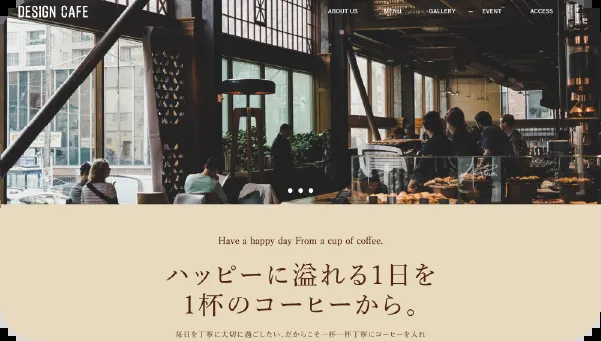 DESIGN CAFE
ABOUT US
MENU
GALLERY
EVENT
ACCESS
Have a happy day From a cup of coffee.
ハッピーに溢れる1日を
1杯のコーヒーから。
毎日を丁寧に大切に過ごしたい。だからこそ一杯一杯丁寧にコーヒーを入れ